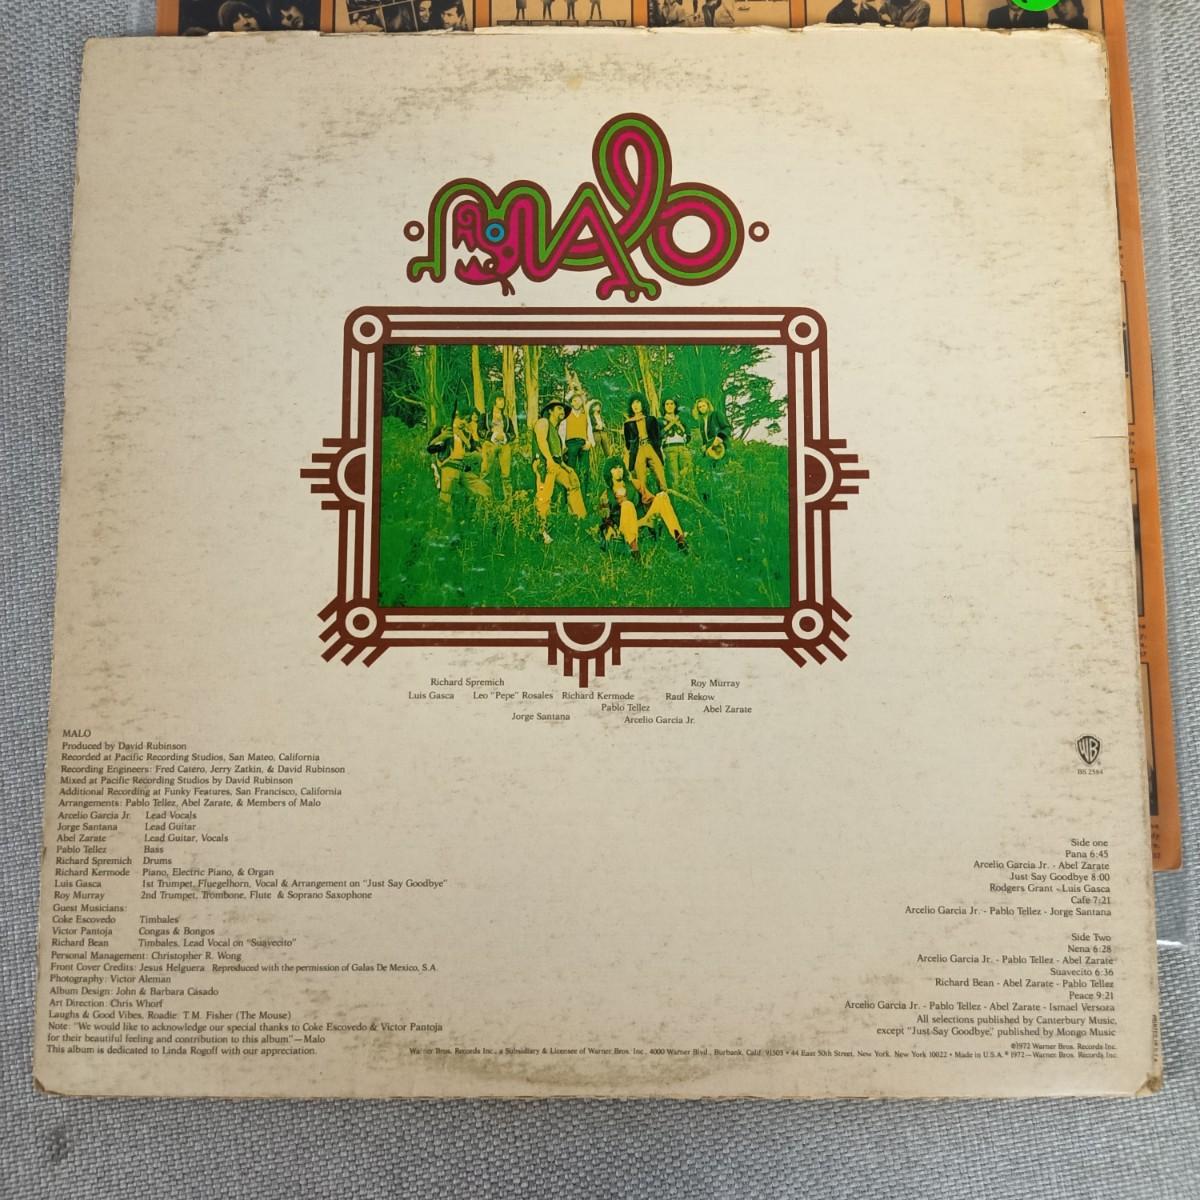 MALO
Richard Spremich
Roy Murray
Luis Gasca
Leo "Pepe" Rosales
Richard Kermode
Raul Rekow
Pablo Tellez
Abel Zarate
Jorge Santana
Arcelio Garcia Jr.
MALO
Produced by David Rubinson
Recorded at Pacific Recording Studios, San Mateo, California
Recording Engineers: Fred Catero, Jerry Zatkin, & David Rubinson
Mixed at Pacific Recording Studios by David Rubinson
Additional Recording at Funky Features, San Francisco, California
Arrangements: Pablo Tellez, Abel Zarate, & Members of Malo
Arcelio Garcia Jr. Lead Vocals
Jorge Santana Lead Guitar
Abel Zarate Lead Guitar, Vocals
Pablo Tellez Bass
Richard Spremich Drums
Richard Kermode Piano, Electric Piano, & Organ
Luis Gasca 1st Trumpet, Fluegelhorn, Vocal & Arrangement on "Just Say Goodbye"
Roy Murray 2nd Trumpet, Trombone, Flute & Soprano Saxophone
Guest Musicians:
Coke Escovedo Timbales
Victor Pantoja Congas & Bongos
Richard Bean Timbales, Lead Vocal on "Suavecito"
Personal Management: Christopher R. Wong
Front Cover Credits: Jesus Helguera Reproduced with the permission of Galas De Mexico, S.A.
Photography: Victor Aleman
Album Design: John & Barbara Casado
Art Direction: Chris Whorf
Laughs & Good Vibes, Roadie: T.M. Fisher (The Mouse)
Note: "We would like to acknowledge our special thanks to Coke Escovedo & Victor Pantoja
for their beautiful feeling and contribution to this album"—Malo
This album is dedicated to Linda Rogoff with our appreciation.
WB
BS 2584
Side one
Pana 6:45
Arcelio Garcia Jr. - Abel Zarate
Just Say Goodbye 8:00
Rodgers Grant - Luis Gasca
Cafe 7:21
Arcelio Garcia Jr. - Pablo Tellez - Jorge Santana
Side Two
Nena 6:28
Arcelio Garcia Jr. - Pablo Tellez - Abel Zarate
Suavecito 6:36
Richard Bean - Abel Zarate - Pablo Tellez
Peace 9:21
Arcelio Garcia Jr. - Pablo Tellez - Abel Zarate - Ismael Versoza
All selections published by Canterbury Music,
except "Just Say Goodbye," published by Mongo Music
©1972 Warner Bros. Records Inc.
Warner Bros. Records Inc., a Subsidiary & Licensee of Warner Bros. Inc., 4000 Warner Blvd., Burbank, Calif. 91505 • 44 East 50th Street, New York, New York 10022 • Made in U.S.A. ℗ 1972—Warner Bros. Records Inc.